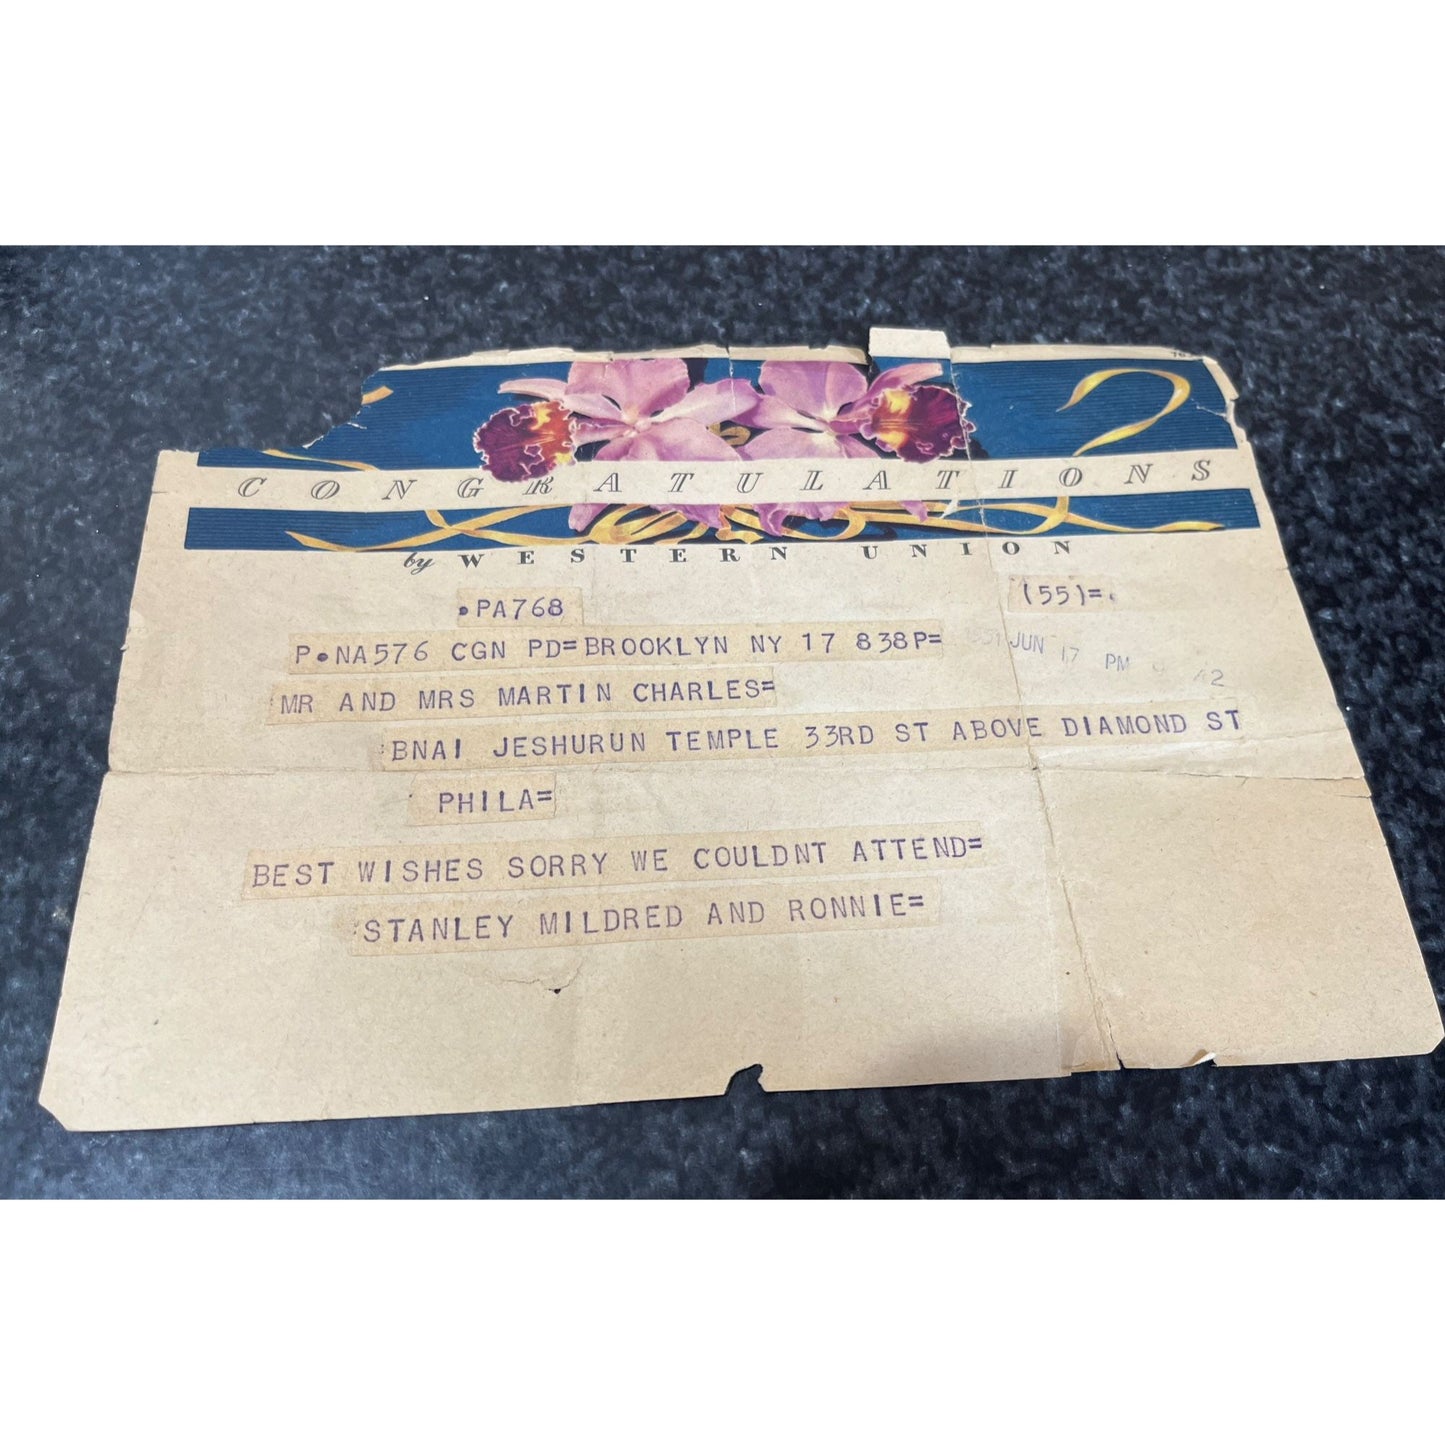 CONGRATULATIONS
by WESTERN UNION
•PA768 (55)=
P•NA576 CGN PD=BROOKLYN NY 17 838P= 51 JUN 17 PM
MR AND MRS MARTIN CHARLES=
BNAI JESHURUN TEMPLE 33RD ST ABOVE DIAMOND ST
PHILA=
BEST WISHES SORRY WE COULDNT ATTEND=
STANLEY MILDRED AND RONNIE=